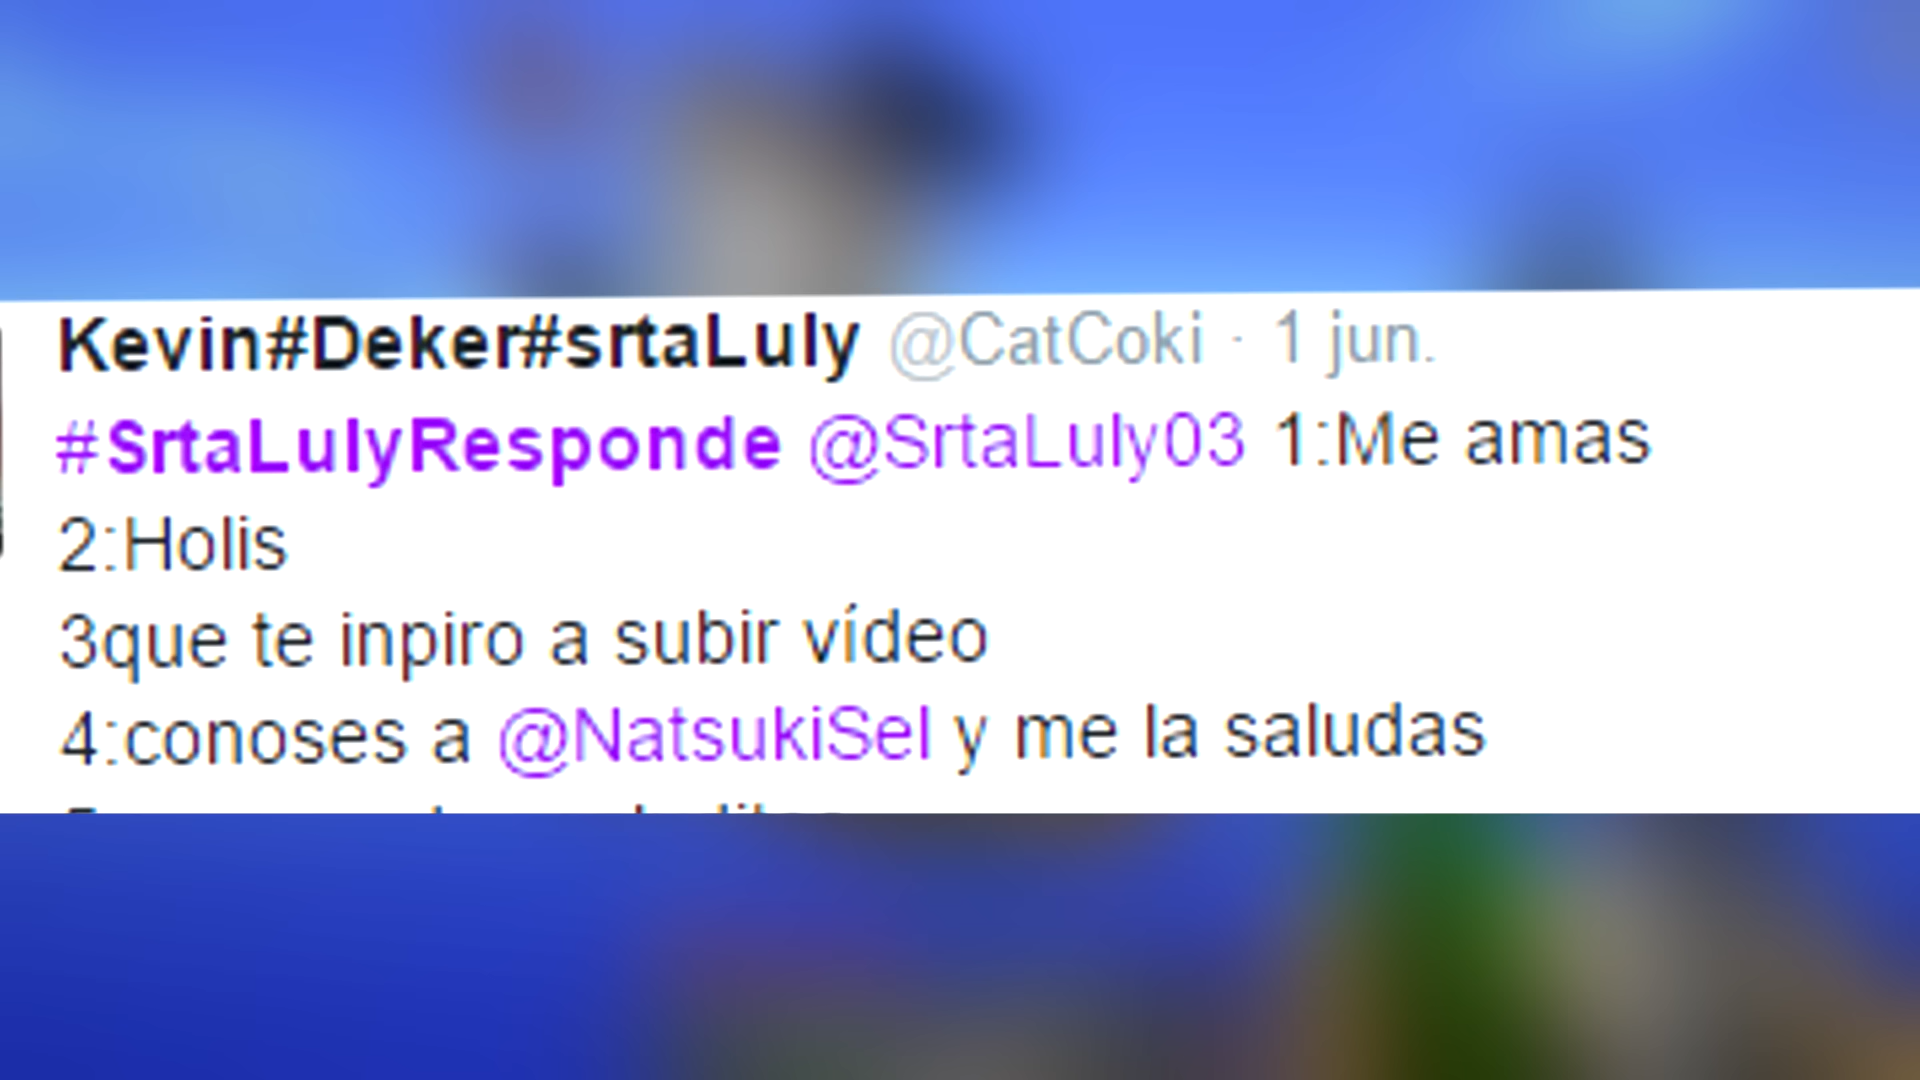 Kevin#Deker#srtaLuly @CatCoki · 1 jun.
#SrtaLulyResponde @SrtaLuly03 1:Me amas
2:Holis
3que te inpiro a subir vídeo
4:conoses a @NatsukiSel y me la saludas